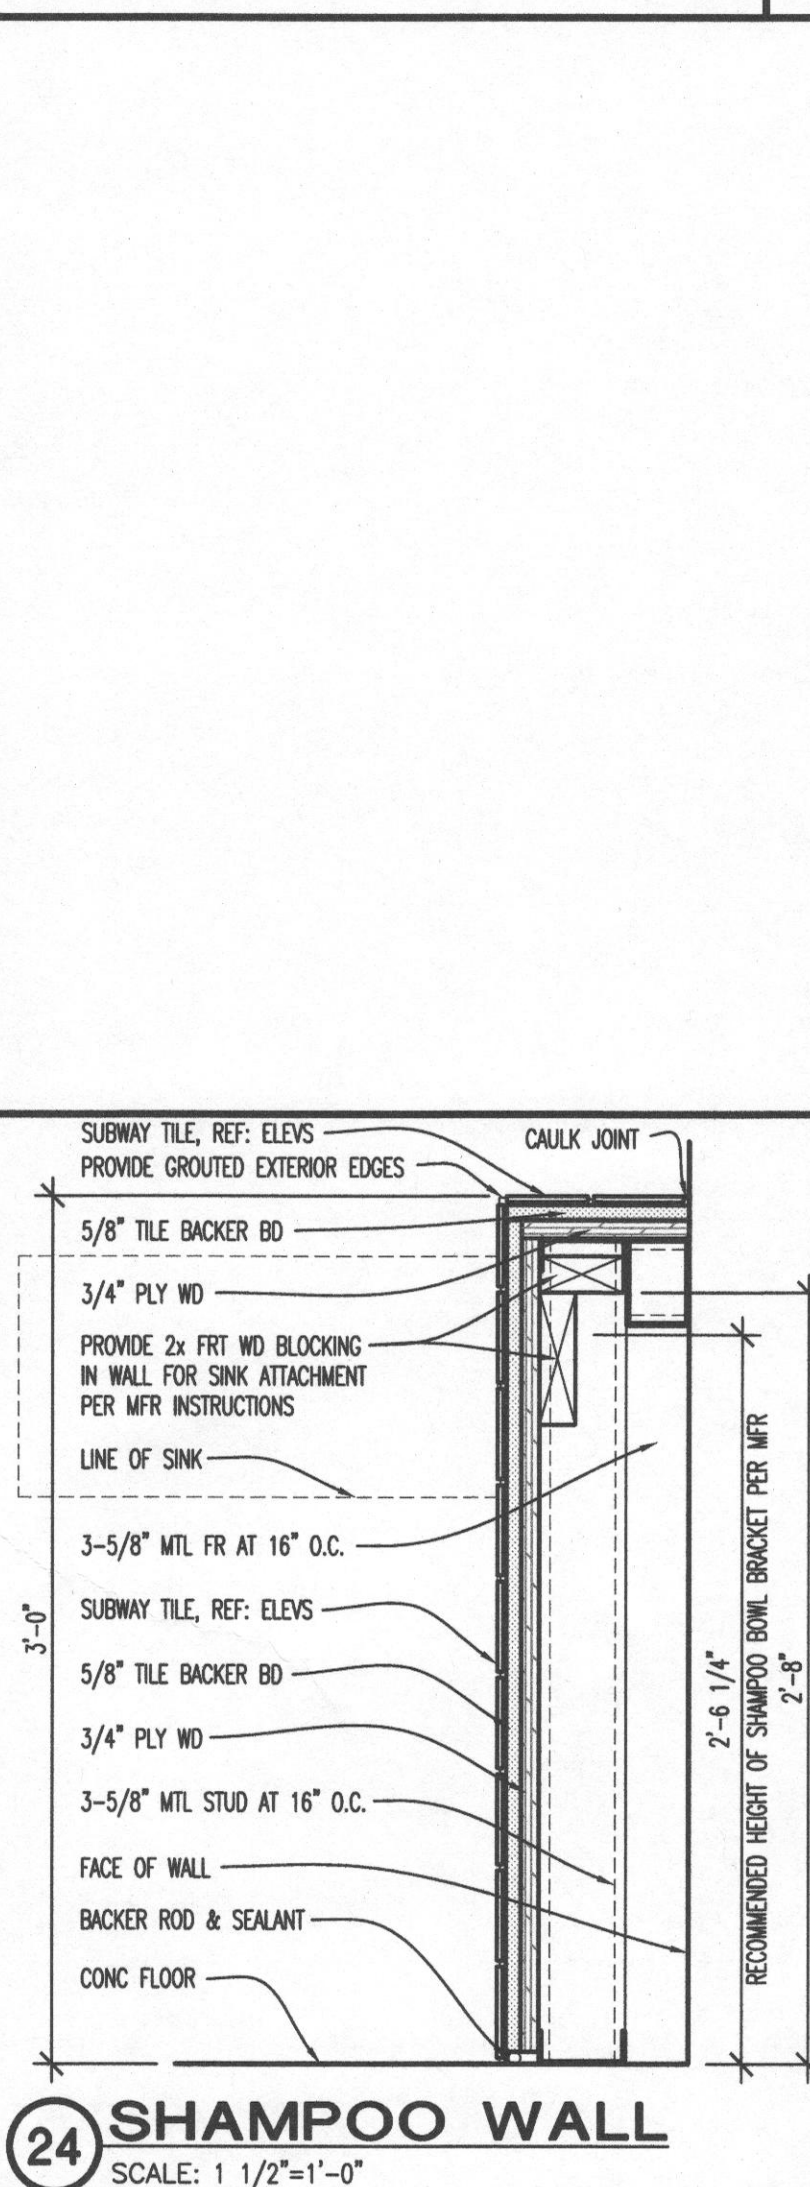 SUBWAY TILE, REF: ELEVS
CAULK JOINT
PROVIDE GROUTED EXTERIOR EDGES
5/8" TILE BACKER BD
3/4" PLY WD
PROVIDE 2x FRT WD BLOCKING
IN WALL FOR SINK ATTACHMENT
PER MFR INSTRUCTIONS
LINE OF SINK
3-5/8" MTL FR AT 16" O.C.
SUBWAY TILE, REF: ELEVS
5/8" TILE BACKER BD
3/4" PLY WD
3-5/8" MTL STUD AT 16" O.C.
FACE OF WALL
BACKER ROD & SEALANT
CONC FLOOR
3'-0"
2'-6 1/4"
RECOMMENDED HEIGHT OF SHAMPOO BOWL BRACKET PER MFR
2'-8"
24
SHAMPOO WALL
SCALE: 1 1/2"=1'-0"